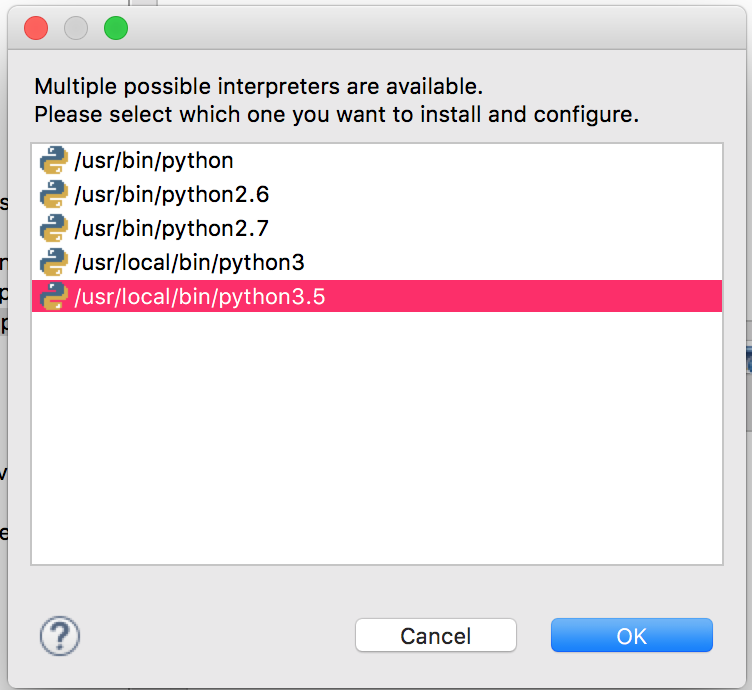 Multiple possible interpreters are available.
Please select which one you want to install and configure.
/usr/bin/python
/usr/bin/python2.6
/usr/bin/python2.7
/usr/local/bin/python3
/usr/local/bin/python3.5
?
Cancel
OK